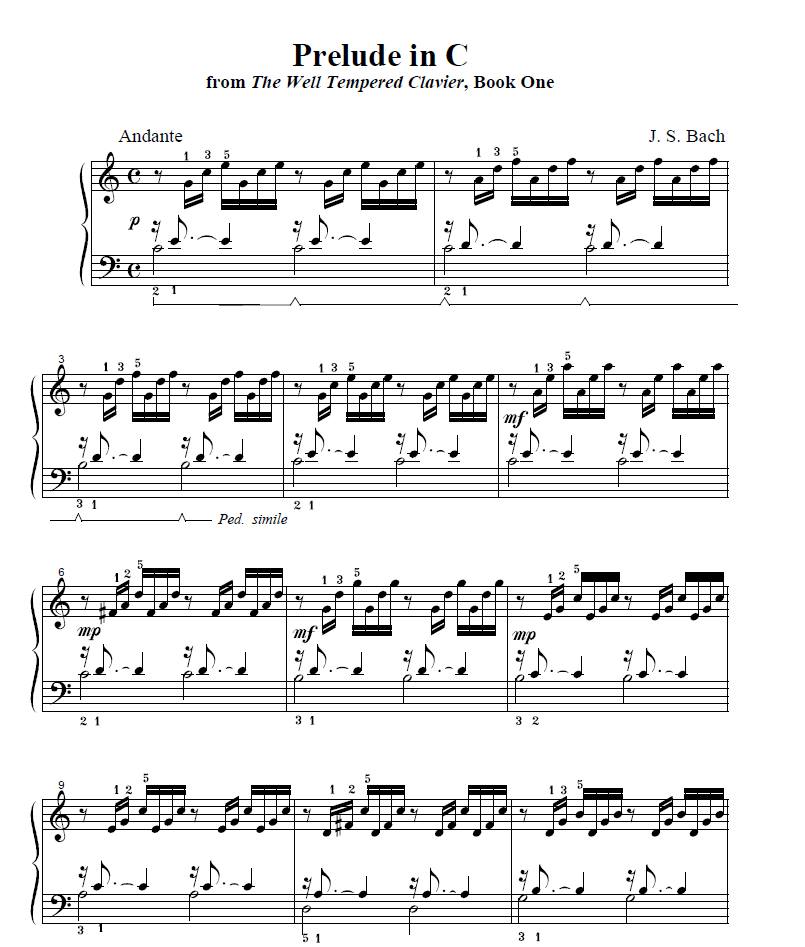 Prelude in C
from The Well Tempered Clavier, Book One
Andante
J. S. Bach
1 3 5 1 3 5
p
2 1 2 1
3
1 3 5 1 3 5 1 3 5
mf
3 1 2 1
Ped. simile
6
1 2 5 1 3 5 1 2 5
mp mf mp
2 1 3 1 3 2
9
1 2 5 1 2 5 1 3 5
3 1 5 1 3 1